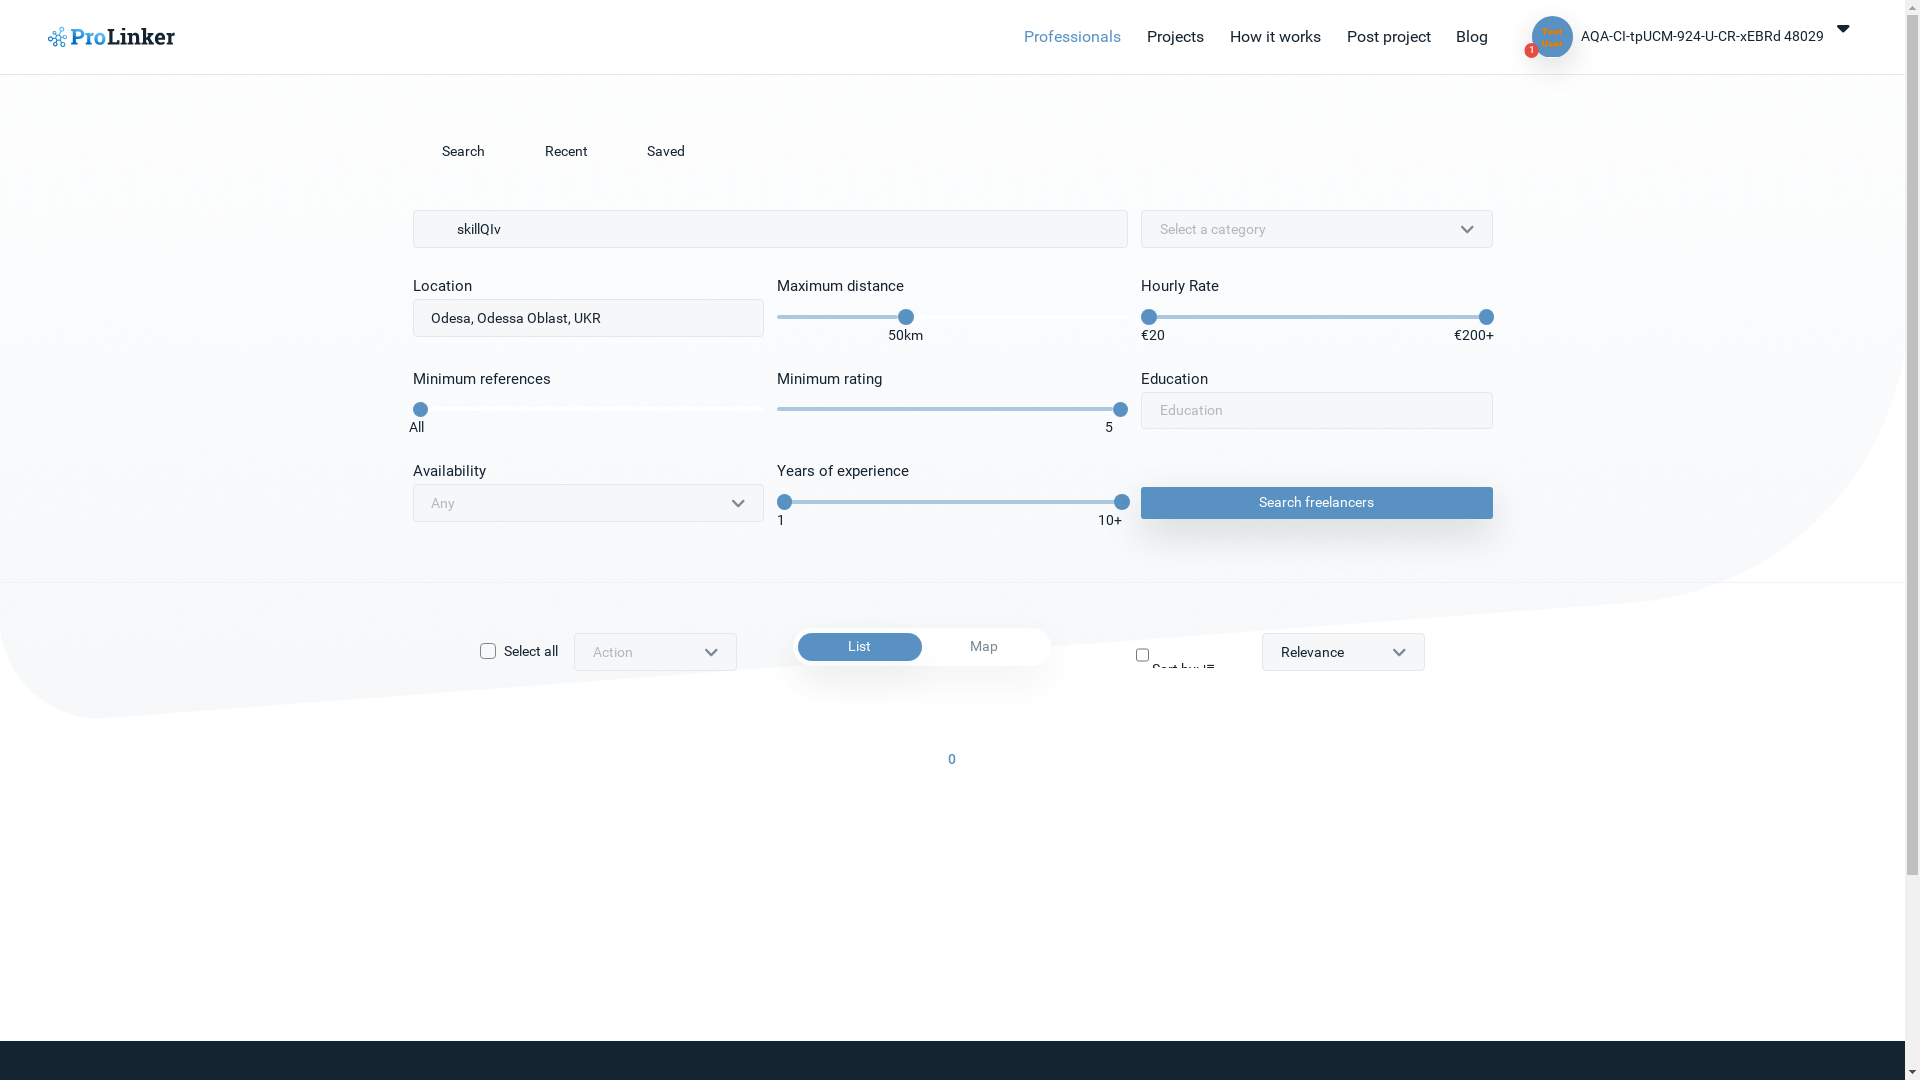 ProLinker
Professionals Projects How it works Post project Blog
Test User
1
AQA-CI-tpUCM-924-U-CR-xEBRd 48029
Search Recent Saved
skillQIv
Select a category
Location Maximum distance Hourly Rate
Odesa, Odessa Oblast, UKR
50km €20 €200+
Minimum references Minimum rating Education
Education
All 5
Availability Years of experience
Any
Search freelancers
1 10+
Select all Action List Map Sort by: Relevance
0